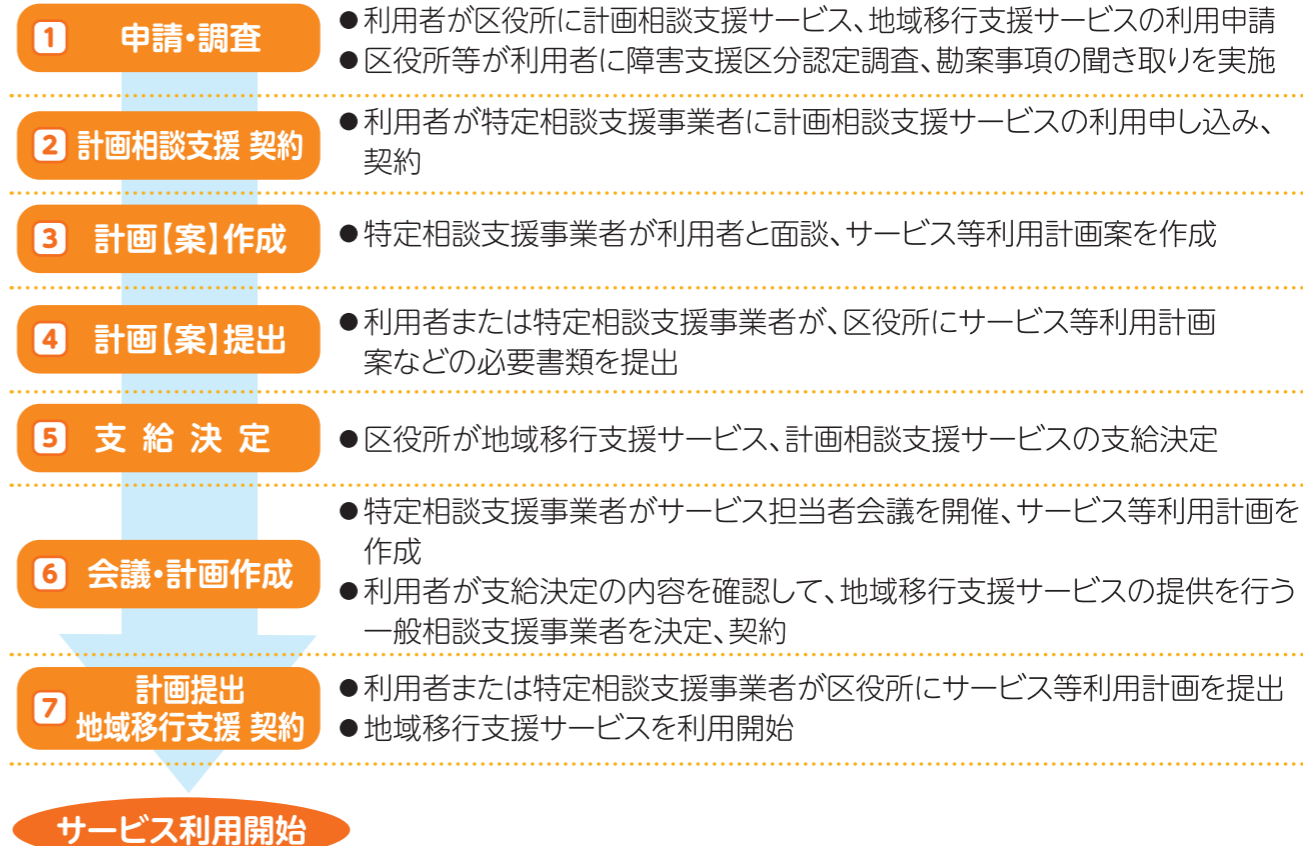 1 申請・調査
●利用者が区役所に計画相談支援サービス、地域移行支援サービスの利用申請
●区役所等が利用者に障害支援区分認定調査、勘案事項の聞き取りを実施
2 計画相談支援 契約
●利用者が特定相談支援事業者に計画相談支援サービスの利用申し込み、
契約
3 計画【案】作成
●特定相談支援事業者が利用者と面談、サービス等利用計画案を作成
4 計画【案】提出
●利用者または特定相談支援事業者が、区役所にサービス等利用計画
案などの必要書類を提出
5 支 給 決 定
●区役所が地域移行支援サービス、計画相談支援サービスの支給決定
6 会議・計画作成
●特定相談支援事業者がサービス担当者会議を開催、サービス等利用計画を
作成
●利用者が支給決定の内容を確認して、地域移行支援サービスの提供を行う
一般相談支援事業者を決定、契約
7 計画提出
地域移行支援 契約
●利用者または特定相談支援事業者が区役所にサービス等利用計画を提出
●地域移行支援サービスを利用開始
サービス利用開始